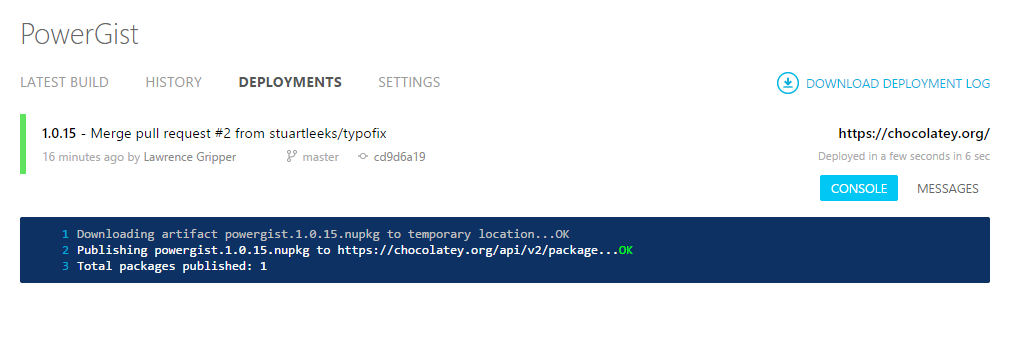 PowerGist
LATEST BUILD HISTORY DEPLOYMENTS SETTINGS DOWNLOAD DEPLOYMENT LOG
1.0.15 - Merge pull request #2 from stuartleeks/typofix https://chocolatey.org/
16 minutes ago by Lawrence Gripper master cd9d6a19 Deployed in a few seconds in 6 sec
CONSOLE MESSAGES
1 Downloading artifact powergist.1.0.15.nupkg to temporary location...OK
2 Publishing powergist.1.0.15.nupkg to https://chocolatey.org/api/v2/package...OK
3 Total packages published: 1